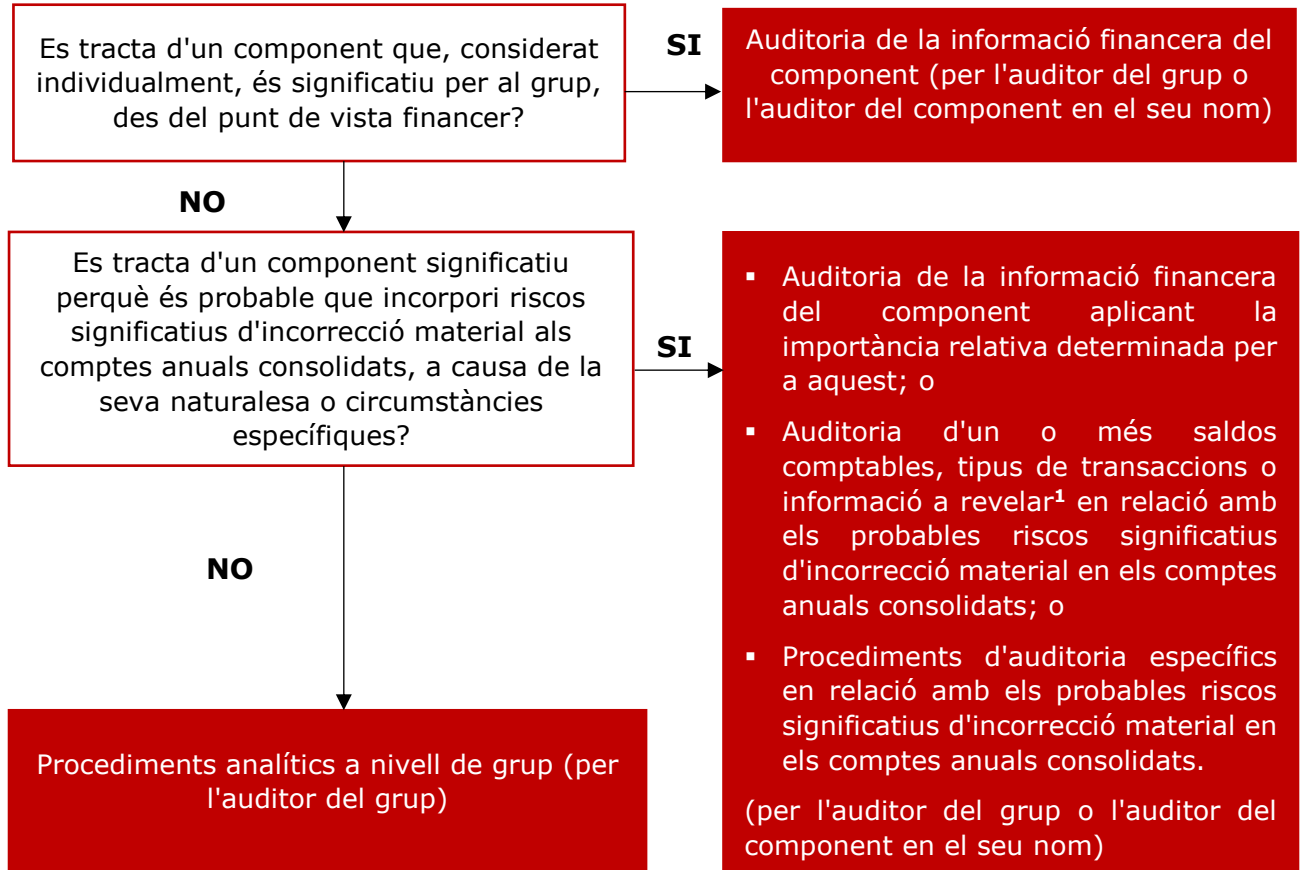 Es tracta d'un component que, considerat
individualment, és significatiu per al grup,
des del punt de vista financer?
SI
Auditoria de la informació financera del
component (per l'auditor del grup o
l'auditor del component en el seu nom)
NO
Es tracta d'un component significatiu
perquè és probable que incorpori riscos
significatius d'incorrecció material als
comptes anuals consolidats, a causa de la
seva naturalesa o circumstàncies
específiques?
SI
▪ Auditoria de la informació financera
del component aplicant la
importància relativa determinada per
a aquest; o
▪ Auditoria d'un o més saldos
comptables, tipus de transaccions o
informació a revelar¹ en relació amb
els probables riscos significatius
d'incorrecció material en els comptes
anuals consolidats; o
▪ Procediments d'auditoria específics
en relació amb els probables riscos
significatius d'incorrecció material en
els comptes anuals consolidats.
(per l'auditor del grup o l'auditor del
component en el seu nom)
NO
Procediments analítics a nivell de grup (per
l'auditor del grup)